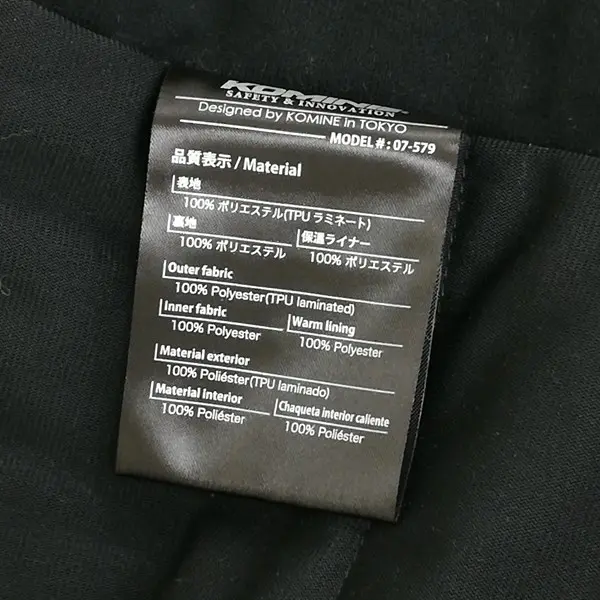 KOMINE
SAFETY & INNOVATION
Designed by KOMINE in TOKYO
MODEL # : 07-579
品質表示 / Material
表地
100% ポリエステル(TPU ラミネート)
裏地
100% ポリエステル
保温ライナー
100% ポリエステル
Outer fabric
100% Polyester(TPU laminated)
Inner fabric
100% Polyester
Warm lining
100% Polyester
Material exterior
100% Poliéster(TPU laminado)
Material interior
100% Poliéster
Chaqueta interior caliente
100% Poliéster